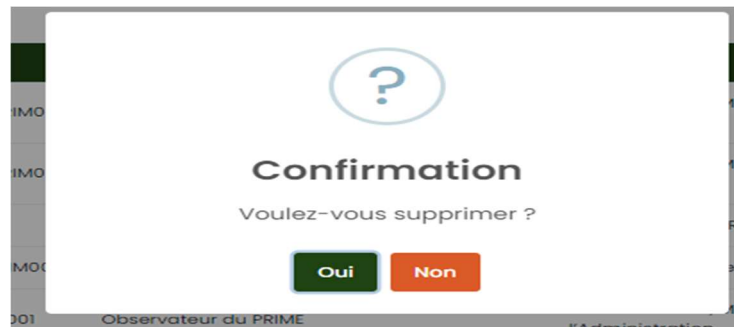 ?
Confirmation
Voulez-vous supprimer ?
Oui Non
Observateur du PRIME